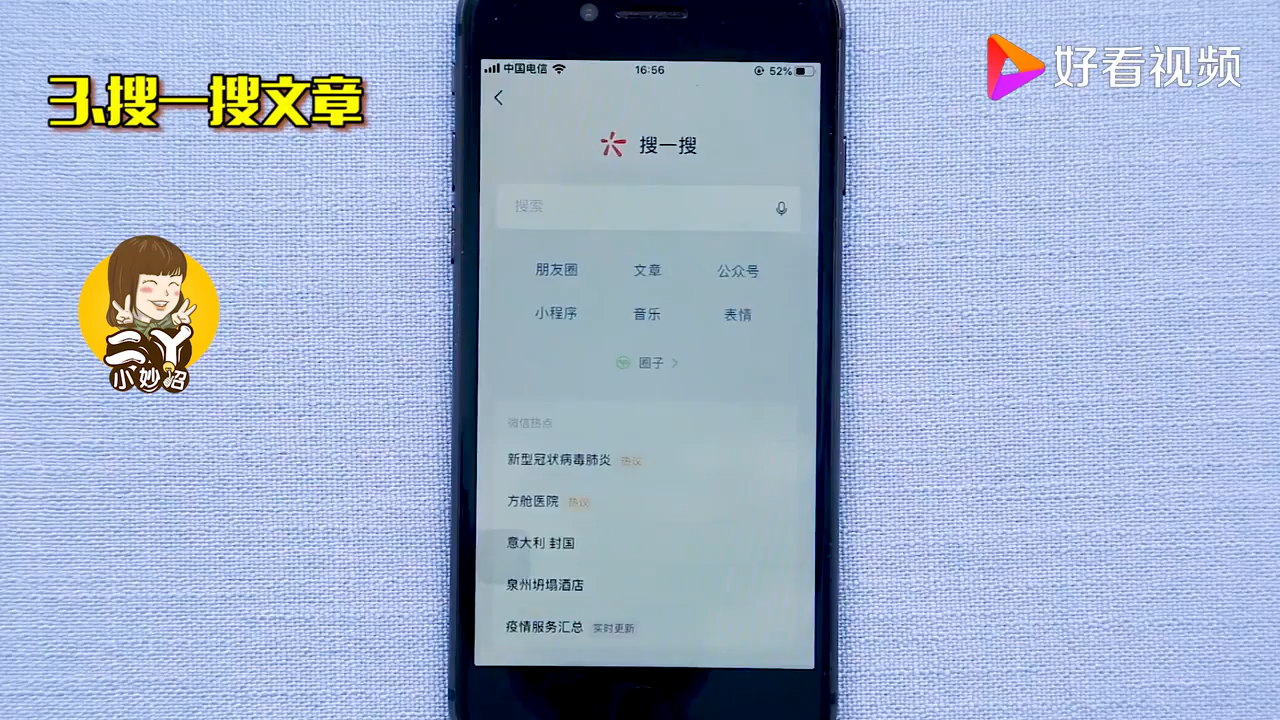 3、搜一搜文章
好看视频
二丫
小妙招
中国电信
16:56
52%
搜一搜
搜索
朋友圈
文章
公众号
小程序
音乐
表情
圈子
微信热点
新型冠状病毒肺炎 热议
方舱医院 热议
意大利 封国
泉州坍塌酒店
疫情服务汇总 实时更新